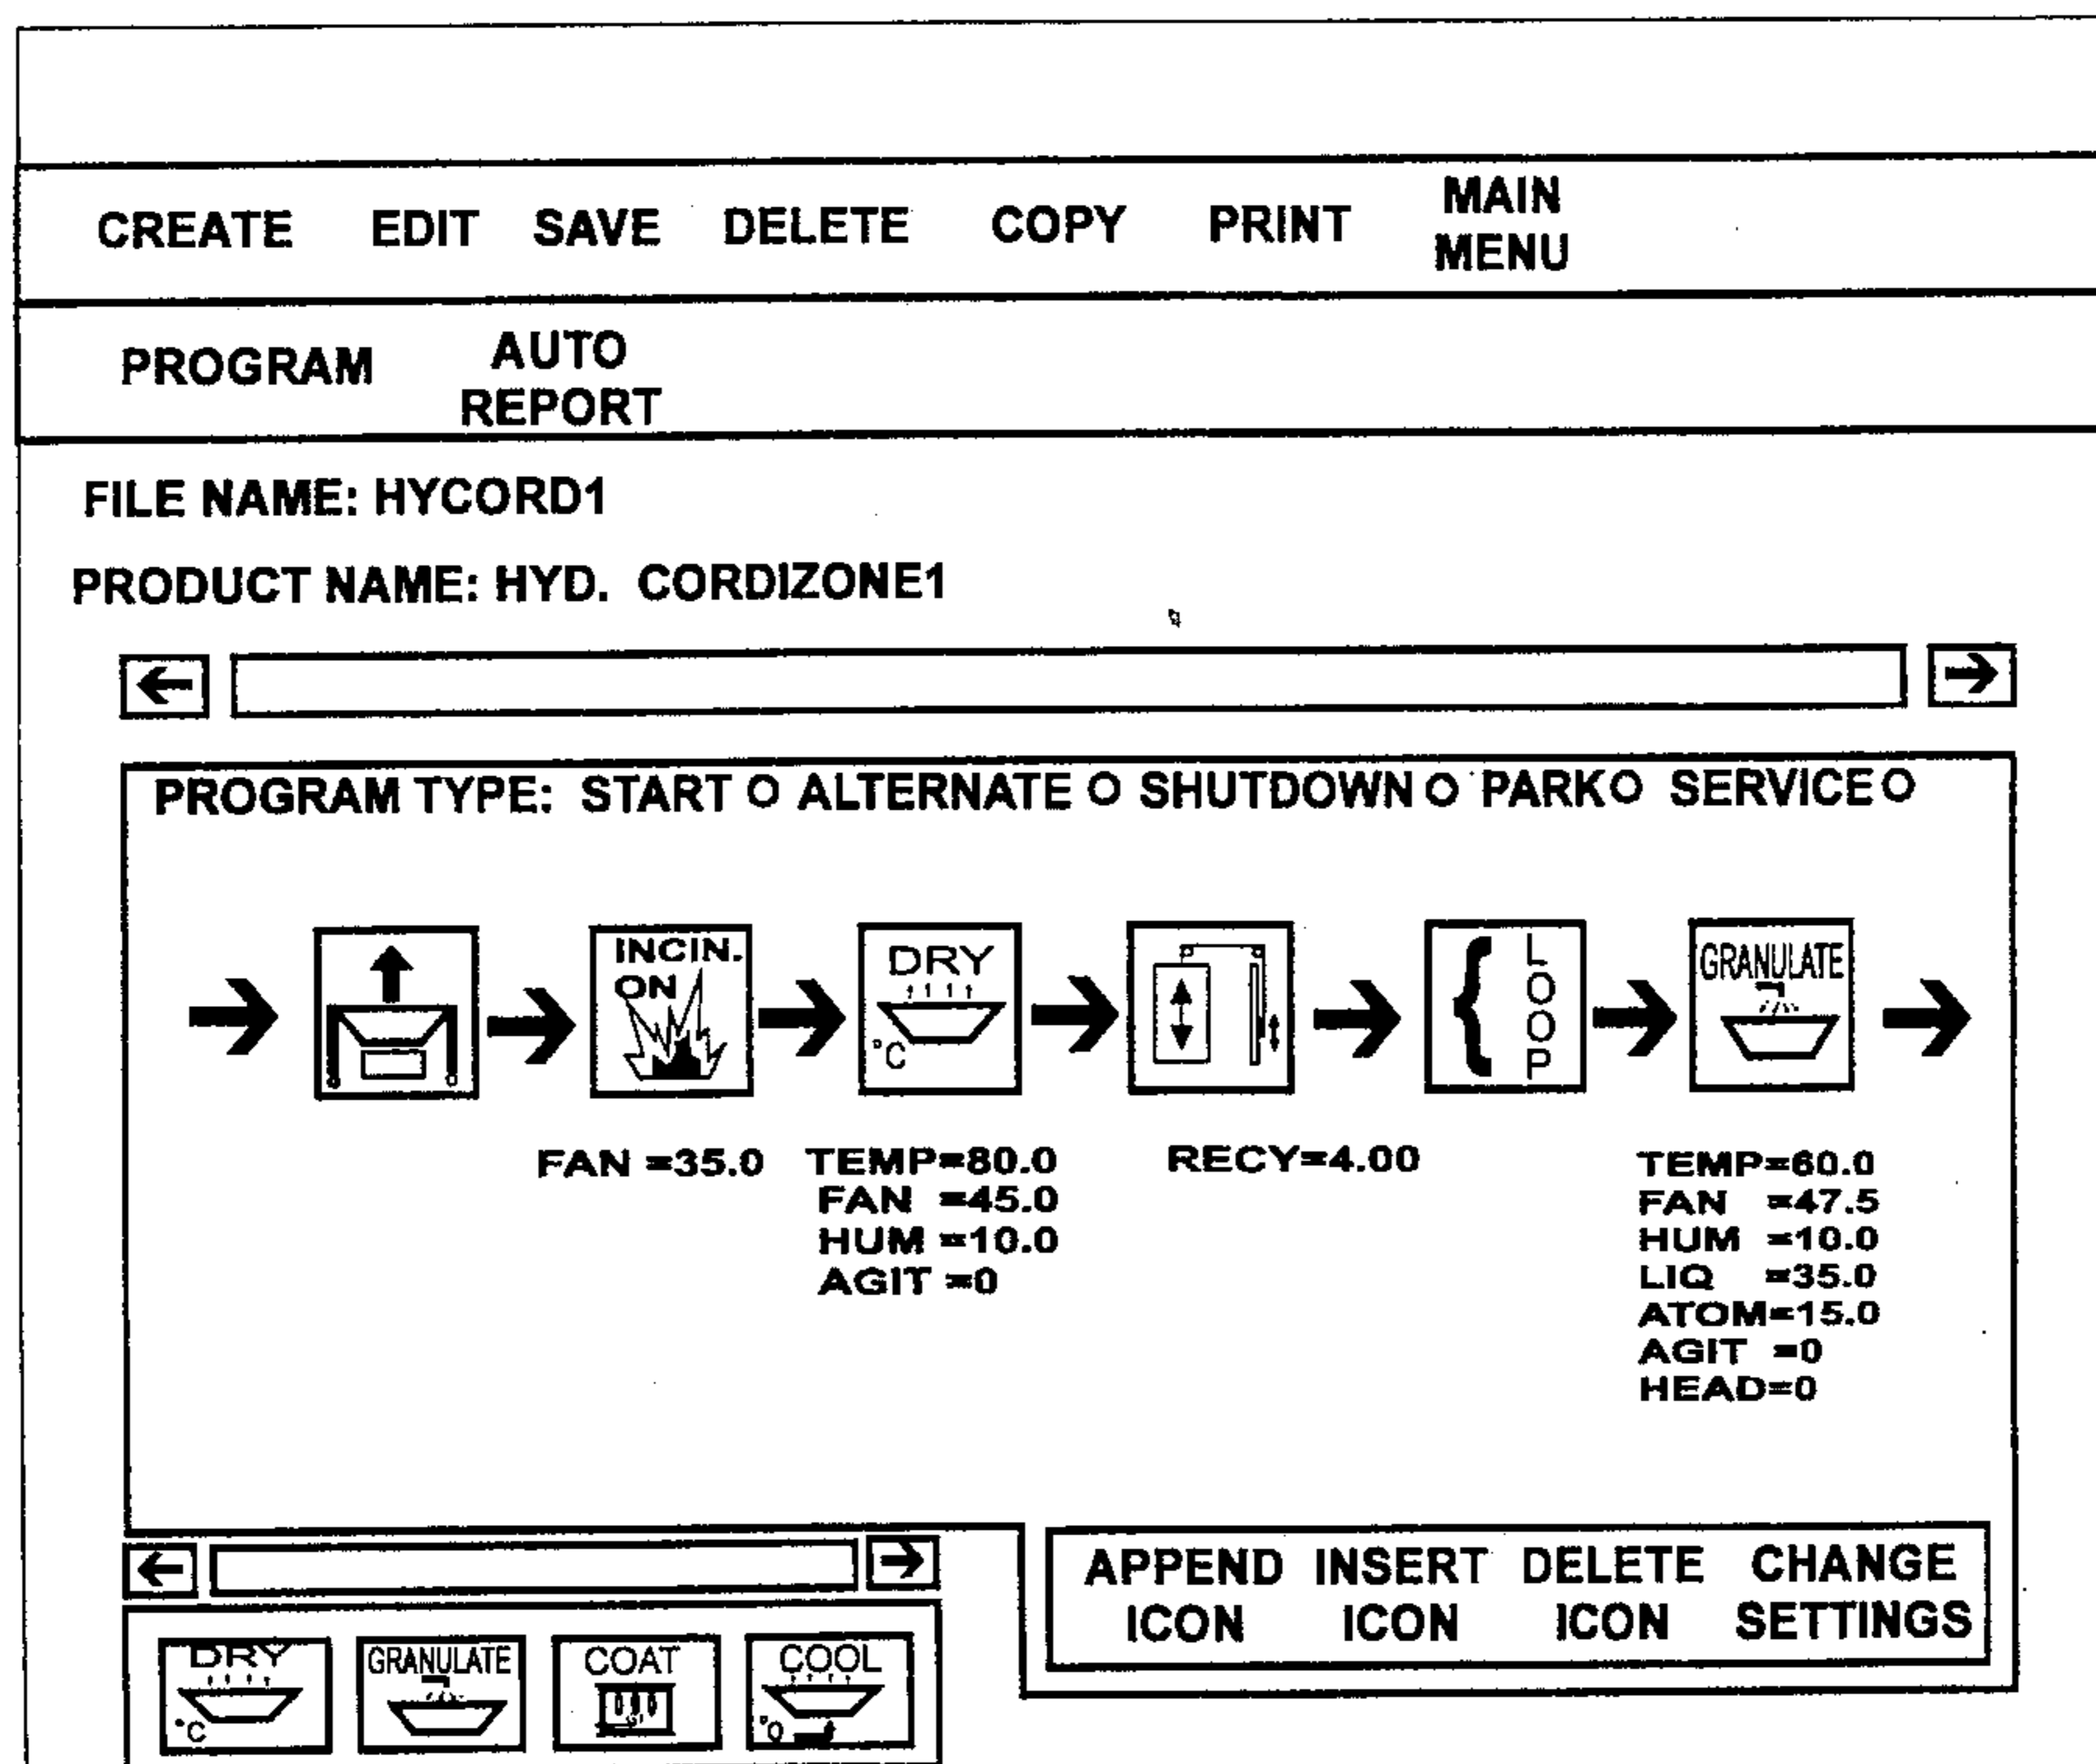 CREATE EDIT SAVE DELETE COPY PRINT MAIN MENU
PROGRAM AUTO REPORT
FILE NAME: HYCORD1
PRODUCT NAME: HYD. CORDIZONE1
PROGRAM TYPE: START ALTERNATE SHUTDOWN PARK SERVICE
INCIN. ON
DRY
°C
{ LOOP
GRANULATE
FAN =35.0
TEMP=80.0
FAN =45.0
HUM =10.0
AGIT =0
RECY=4.00
TEMP=60.0
FAN =47.5
HUM =10.0
LIQ =35.0
ATOM=15.0
AGIT =0
HEAD=0
APPEND ICON INSERT ICON DELETE ICON CHANGE SETTINGS
DRY
°C
GRANULATE
COAT
COOL